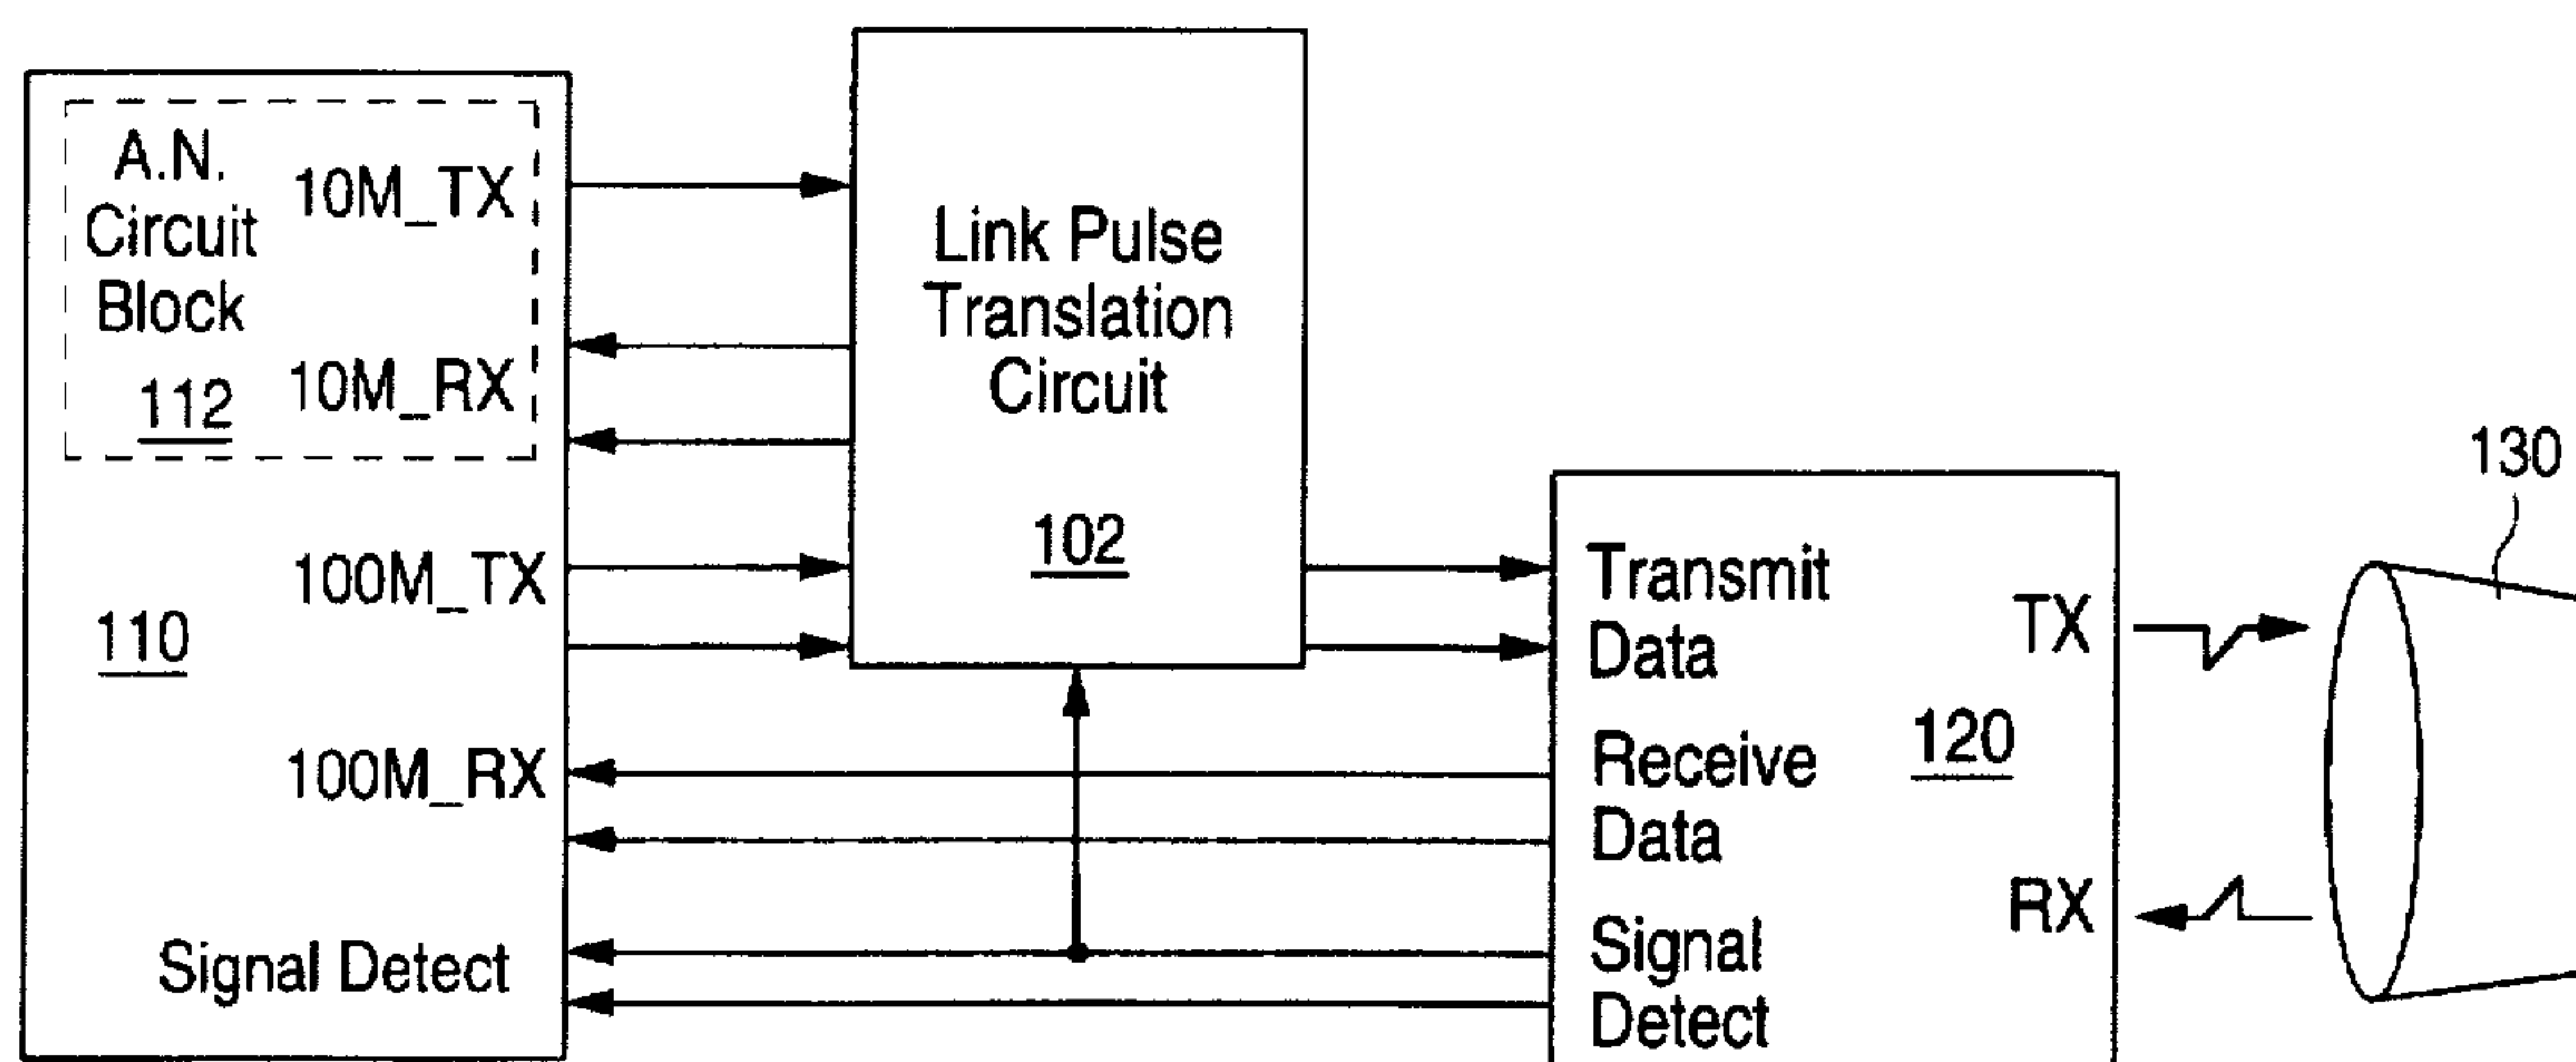 A.N.
Circuit
Block
112
10M_TX
10M_RX
110
100M_TX
100M_RX
Signal Detect
Link Pulse
Translation
Circuit
102
Transmit
Data
Receive
Data
Signal
Detect
120
TX
RX
130